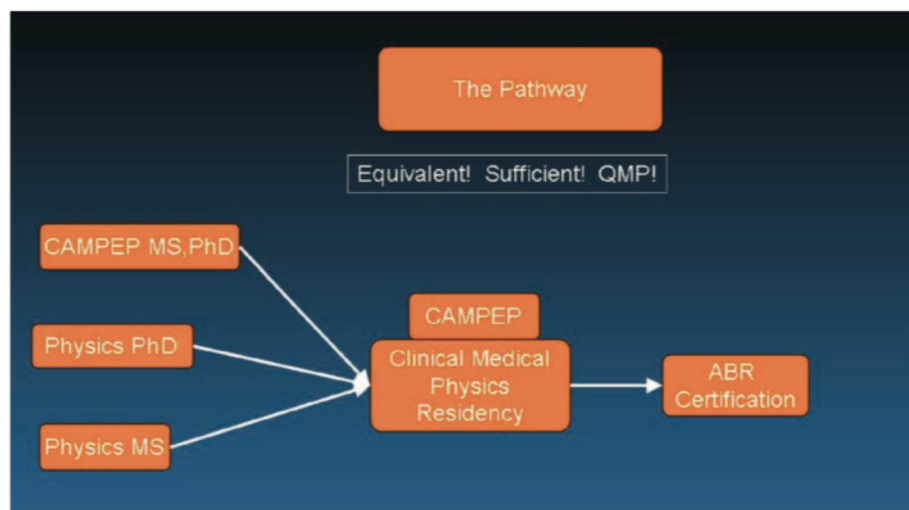 The Pathway
Equivalent! Sufficient! QMP!
CAMPEP MS,PhD
Physics PhD
Physics MS
CAMPEP
Clinical Medical
Physics
Residency
ABR
Certification